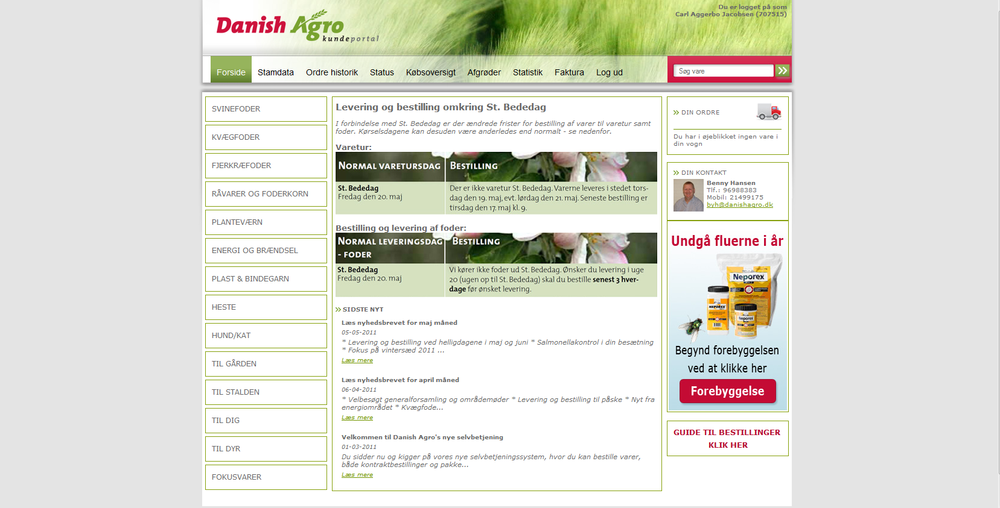 Danish Agro
kundeportal
Du er logget på som
Carl Aggerbo Jacobsen (707515)
Forside
Stamdata
Ordre historik
Status
Købsoversigt
Afgrøder
Statistik
Faktura
Log ud
Søg vare
SVINEFODER
KVÆGFODER
FJERKRÆFODER
RÅVARER OG FODERKORN
PLANTEVÆRN
ENERGI OG BRÆNDSEL
PLAST & BINDEGARN
HESTE
HUND/KAT
TIL GÅRDEN
TIL STALDEN
TIL DIG
TIL DYR
FOKUSVARER
Levering og bestilling omkring St. Bededag
I forbindelse med St. Bededag er der ændrede frister for bestilling af varer til varetur samt
foder. Kørselsdagene kan desuden være anderledes end normalt - se nedenfor.
Varetur:
NORMAL VARETURSDAG
BESTILLING
St. Bededag
Fredag den 20. maj
Der er ikke varetur St. Bededag. Varerne leveres i stedet tors-
dag den 19. maj, evt. lørdag den 21. maj. Seneste bestilling er
tirsdag den 17. maj kl. 9.
Bestilling og levering af foder:
NORMAL LEVERINGSDAG
- FODER
BESTILLING
St. Bededag
Fredag den 20. maj
Vi kører ikke foder ud St. Bededag. Ønsker du levering i uge
20 (ugen op til St. Bededag) skal du bestille senest 3 hver-
dage før ønsket levering.
SIDSTE NYT
Læs nyhedsbrevet for maj måned
05-05-2011
* Levering og bestilling ved helligdagene i maj og juni * Salmonellakontrol i din besætning
* Fokus på vintersæd 2011 ...
Læs mere
Læs nyhedsbrevet for april måned
06-04-2011
* Velbesøgt generalforsamling og områdemøder * Levering og bestilling til påske * Nyt fra
energiområdet * Kvægfode...
Læs mere
Velkommen til Danish Agro's nye selvbetjening
01-03-2011
Du sidder nu og kigger på vores nye selvbetjeningssystem, hvor du kan bestille varer,
både kontraktbestillinger og pakke...
Læs mere
DIN ORDRE
Du har i øjeblikket ingen vare i
din vogn
DIN KONTAKT
Benny Hansen
Tlf.: 96988383
Mobil: 21499175
byh@danishagro.dk
Undgå fluerne i år
Neporex
NEPOREX
Neporex
Begynd forebyggelsen
ved at klikke her
Forebyggelse
GUIDE TIL BESTILLINGER
KLIK HER